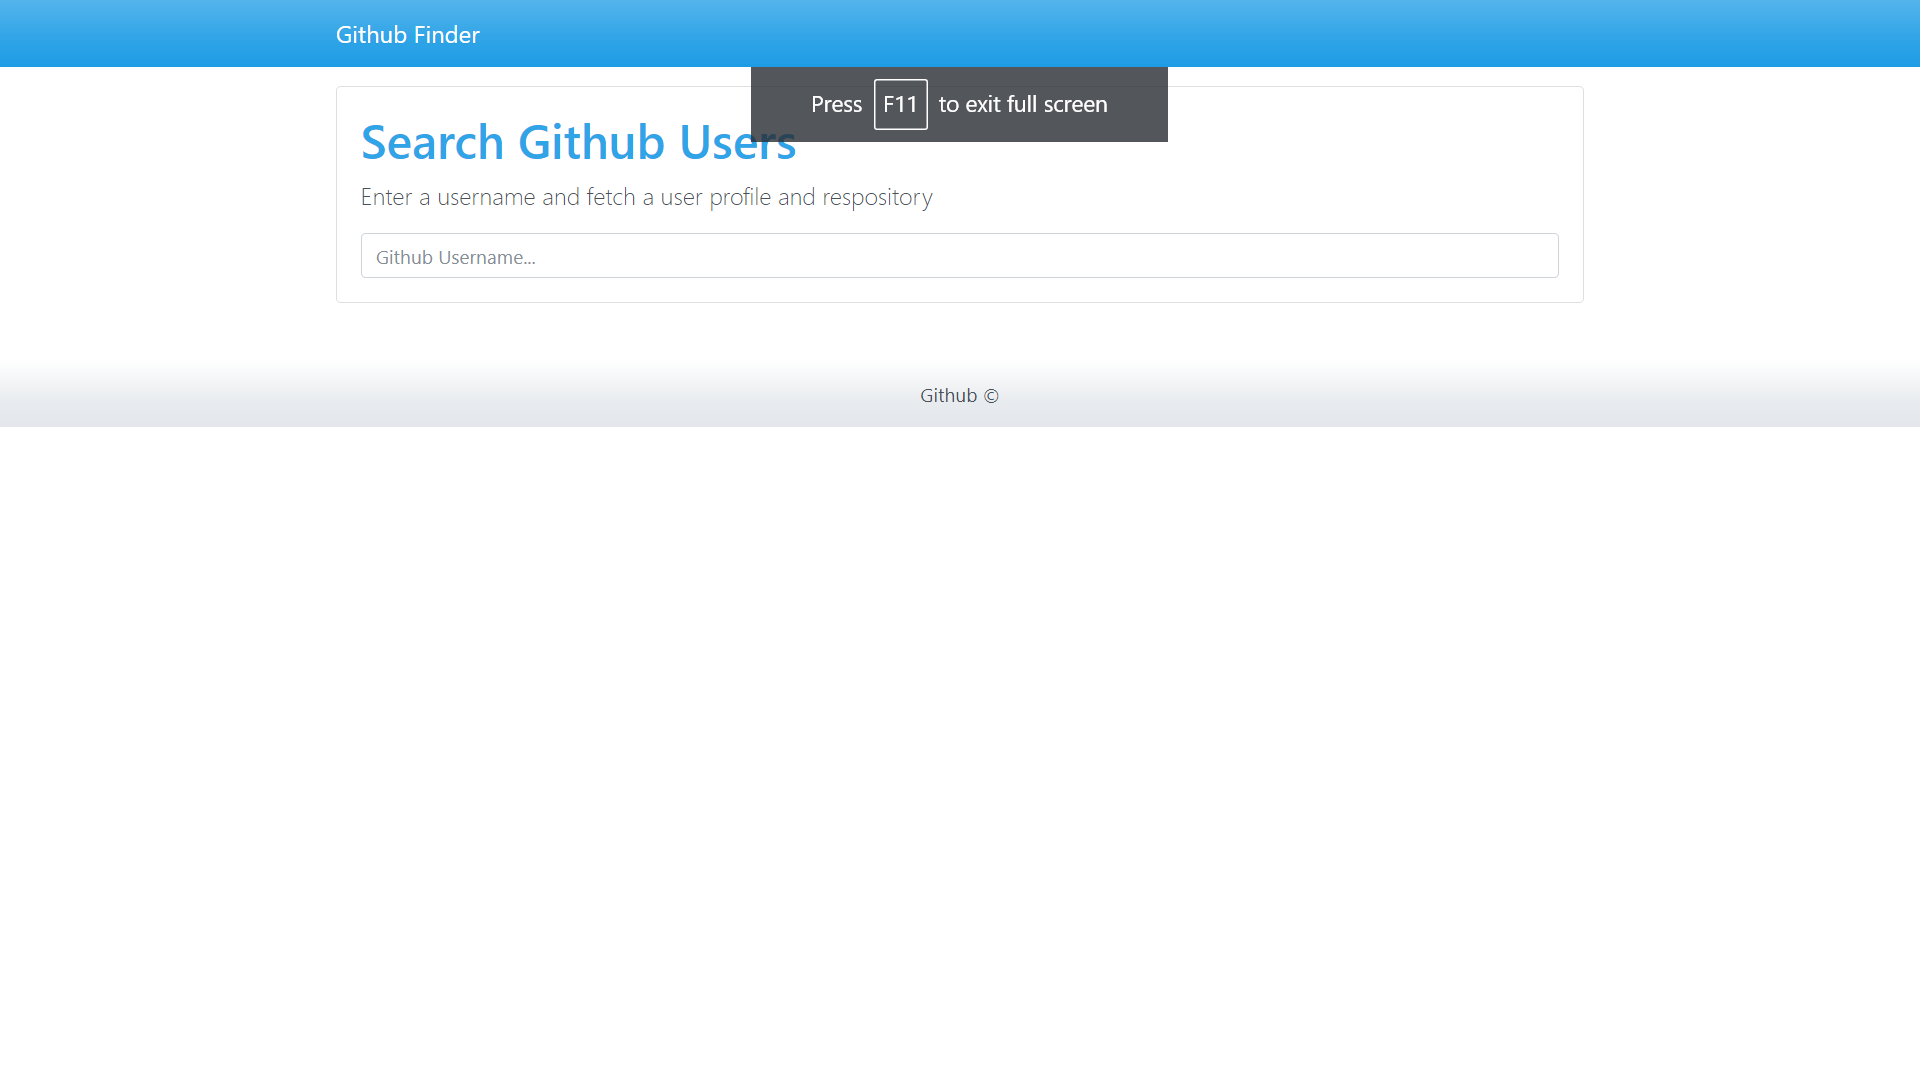 Github Finder
Press F11 to exit full screen
Search Github Users
Enter a username and fetch a user profile and respository
Github Username...
Github ©